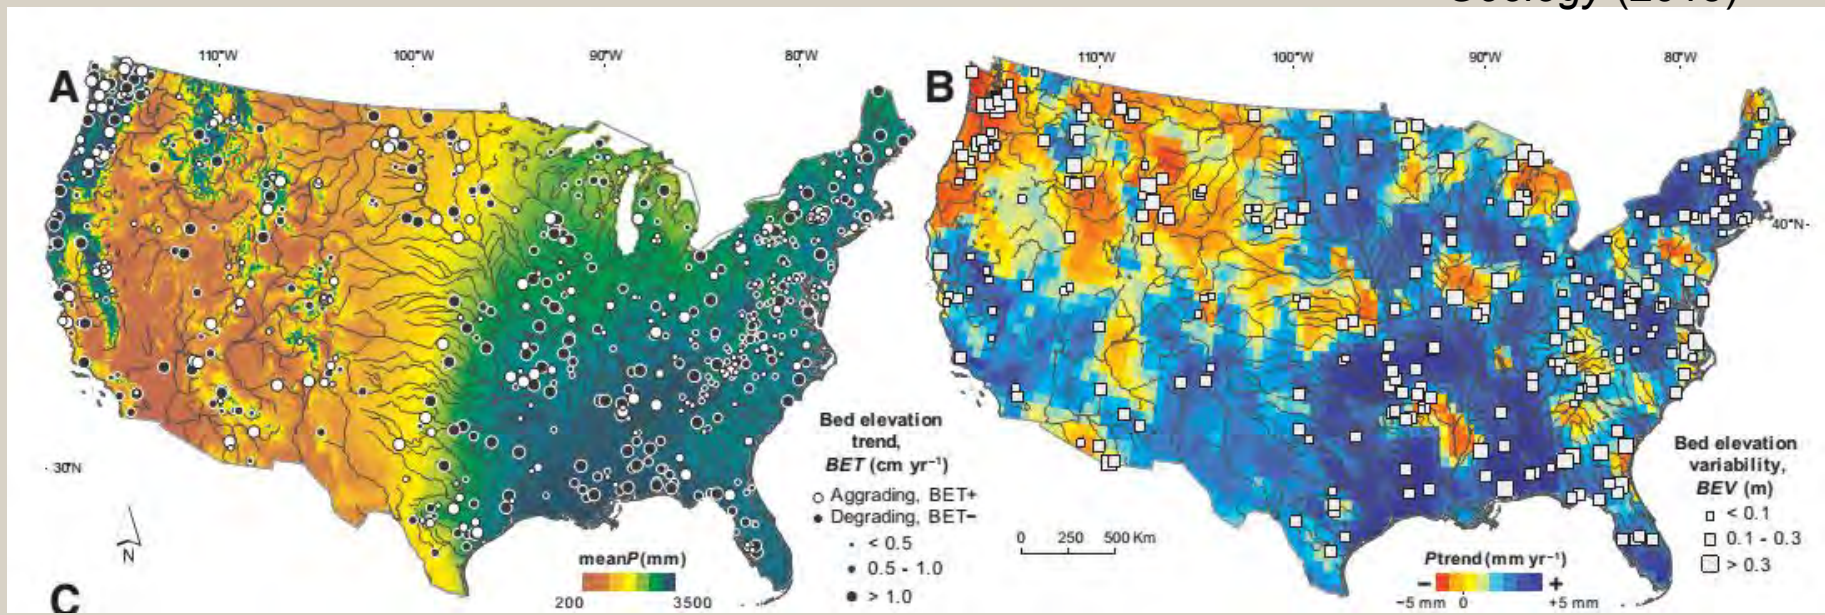 A
110°W
100°W
90°W
80°W
30°N
N
Bed elevation
trend,
BET (cm yr⁻¹)
Aggrading, BET+
Degrading, BET−
< 0.5
0.5 - 1.0
> 1.0
meanP (mm)
200
3500
B
110°W
100°W
90°W
80°W
40°N
0
250
500 Km
Bed elevation
variability,
BEV (m)
< 0.1
0.1 - 0.3
> 0.3
Ptrend (mm yr⁻¹)
−
+
−5 mm
0
+5 mm
C